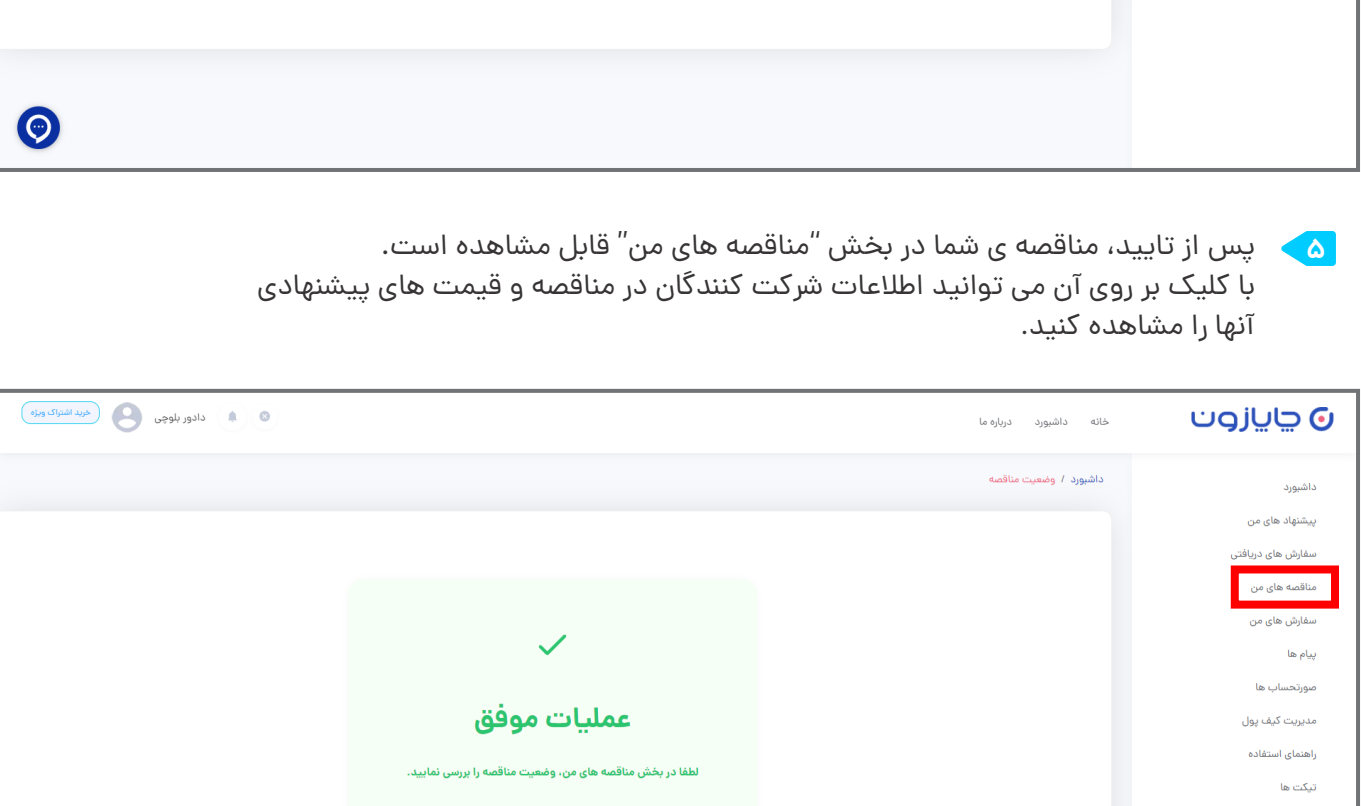 ۵
پس از تایید، مناقصه ی شما در بخش “مناقصه های من” قابل مشاهده است.
با کلیک بر روی آن می توانید اطلاعات شرکت کنندگان در مناقصه و قیمت های پیشنهادی
آنها را مشاهده کنید.
چاپازون
خانه داشبورد درباره ما
دادور بلوچی
خرید اشتراک ویژه
داشبورد / وضعیت مناقصه
داشبورد
پیشنهاد های من
سفارش های دریافتی
مناقصه های من
سفارش های من
پیام ها
صورتحساب ها
مدیریت کیف پول
راهنمای استفاده
تیکت ها
عملیات موفق
لطفا در بخش مناقصه های من، وضعیت مناقصه را بررسی نمایید.